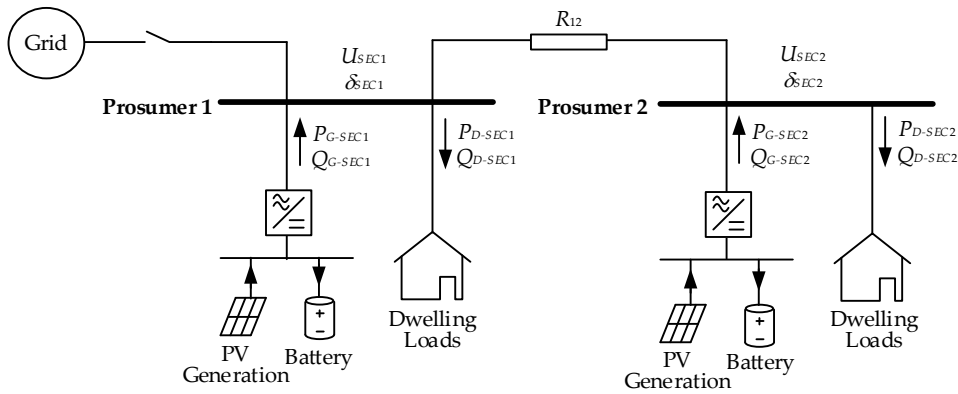 Grid
R12
USEC1
δSEC1
USEC2
δSEC2
Prosumer 1
Prosumer 2
PG-SEC1
QG-SEC1
PD-SEC1
QD-SEC1
PG-SEC2
QG-SEC2
PD-SEC2
QD-SEC2
+
−
PV
Generation
Battery
Dwelling
Loads
+
−
PV
Generation
Battery
Dwelling
Loads